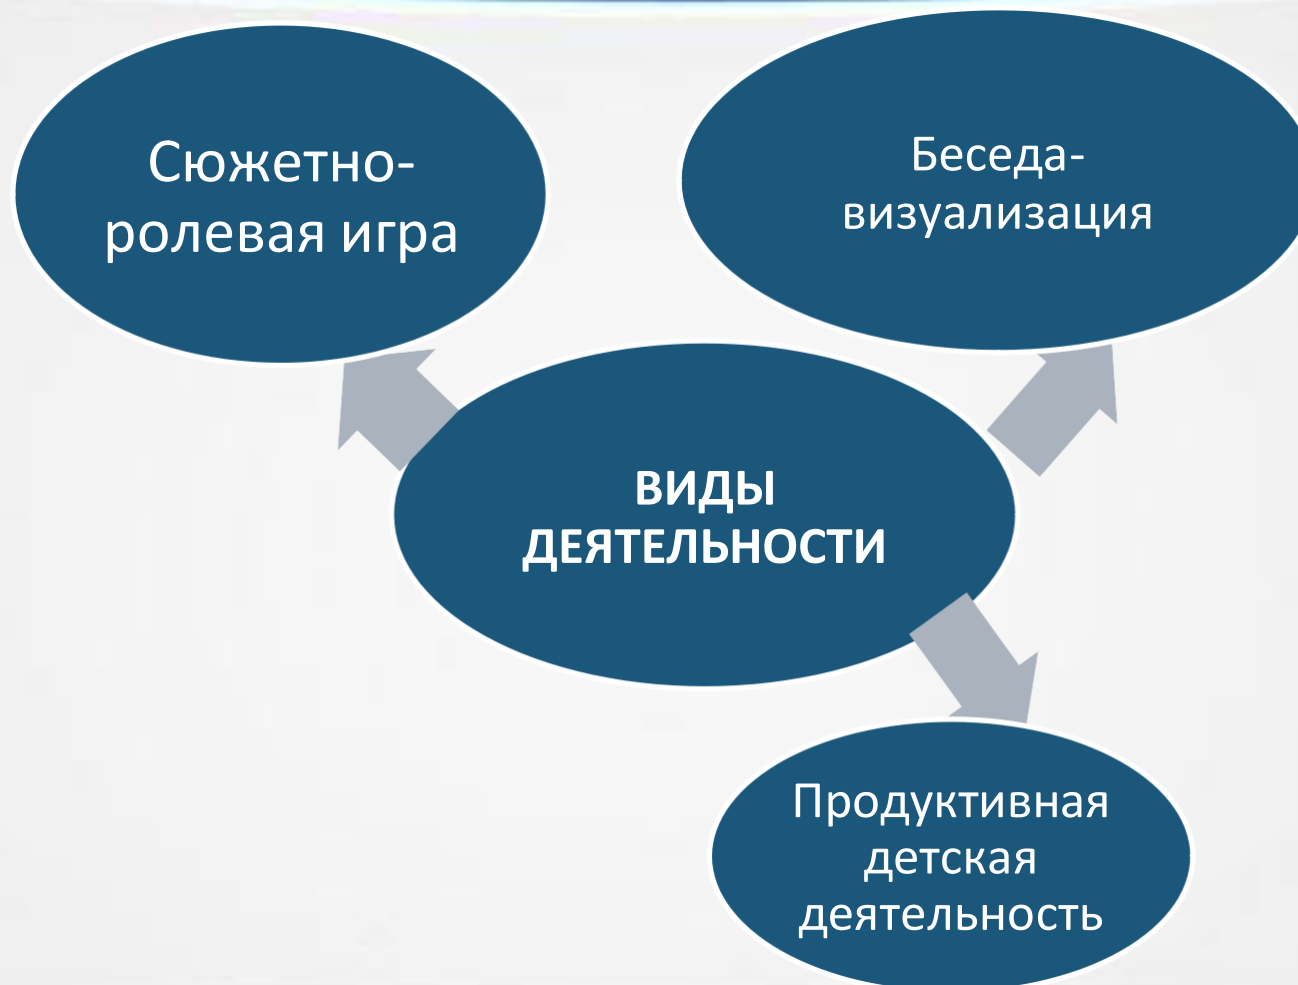 Сюжетно-
ролевая игра
Беседа-
визуализация
ВИДЫ
ДЕЯТЕЛЬНОСТИ
Продуктивная
детская
деятельность